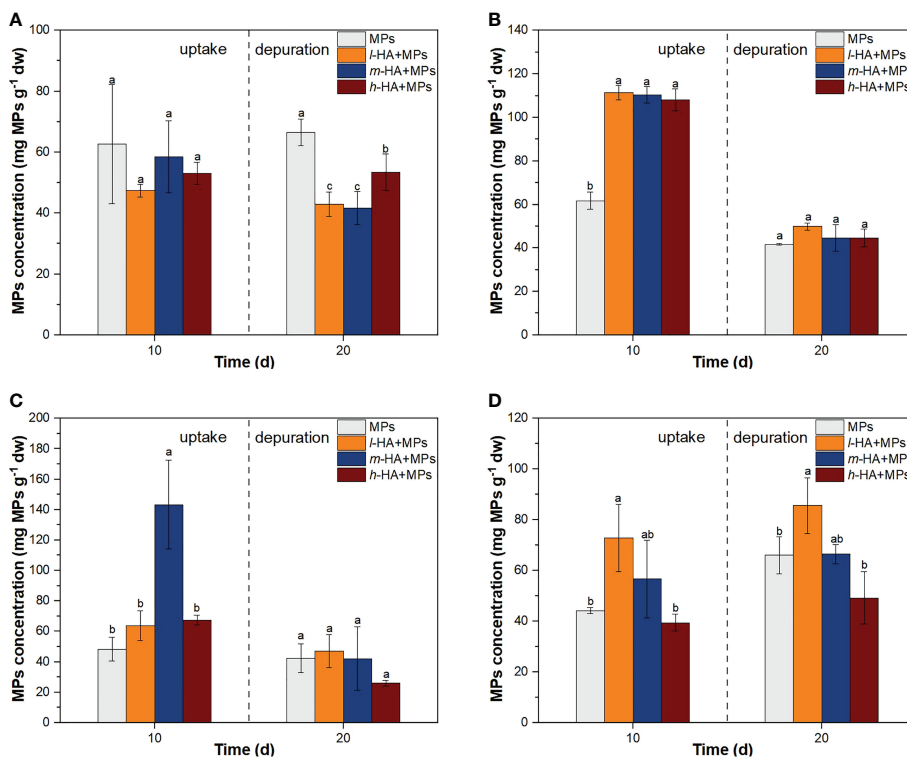 A
MPs concentration (mg MPs g⁻¹ dw)
100
80
60
40
20
0
uptake
depuration
MPs
l-HA+MPs
m-HA+MPs
h-HA+MPs
a
a
a
a
a
c
c
b
10
20
Time (d)
B
MPs concentration (mg MPs g⁻¹ dw)
140
120
100
80
60
40
20
0
uptake
depuration
MPs
l-HA+MPs
m-HA+MPs
h-HA+MPs
b
a
a
a
a
a
a
a
10
20
Time (d)
C
MPs concentration (mg MPs g⁻¹ dw)
200
180
160
140
120
100
80
60
40
20
0
uptake
depuration
MPs
l-HA+MPs
m-HA+MPs
h-HA+MPs
b
b
a
b
a
a
a
a
10
20
Time (d)
D
MPs concentration (mg MPs g⁻¹ dw)
120
100
80
60
40
20
0
uptake
depuration
MPs
l-HA+MPs
m-HA+MPs
h-HA+MPs
b
a
ab
b
b
a
ab
b
10
20
Time (d)